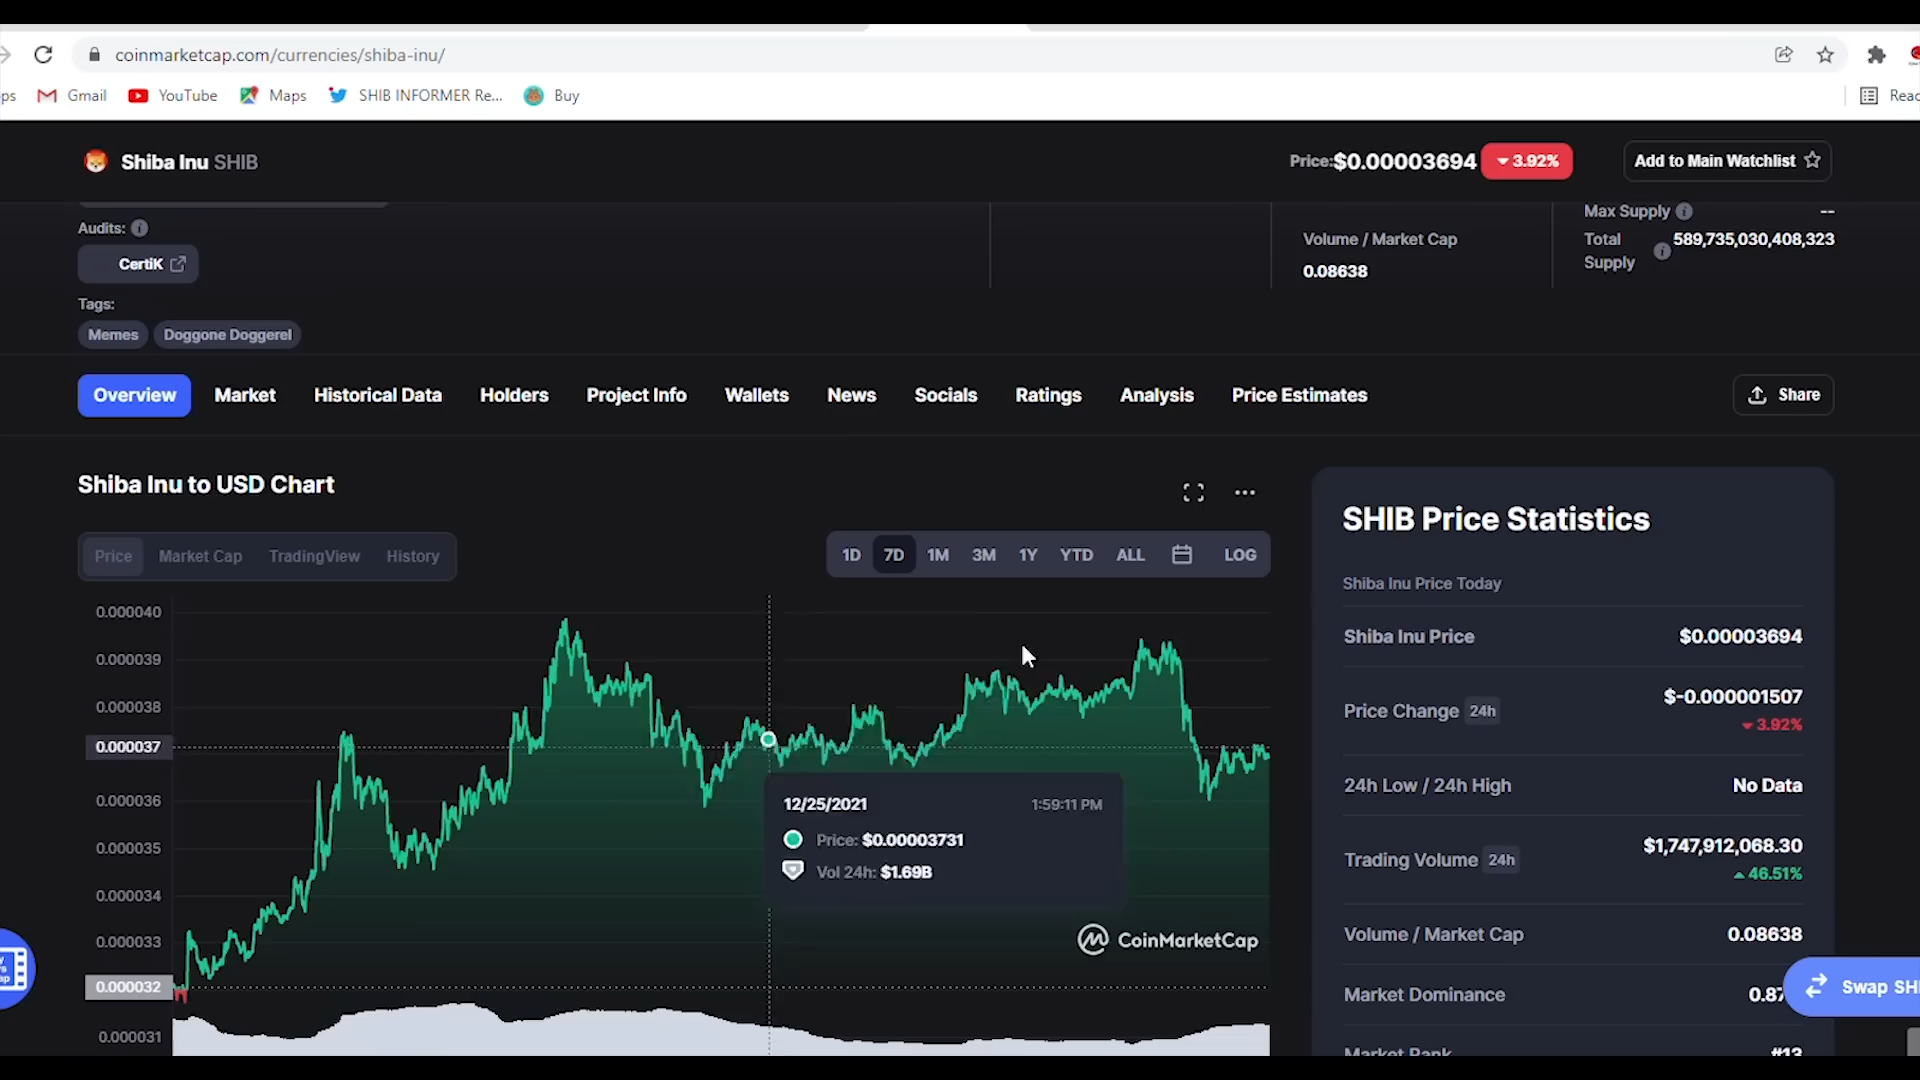 coinmarketcap.com/currencies/shiba-inu/
ps Gmail YouTube Maps SHIB INFORMER Re... Buy
Shiba Inu SHIB Price:$0.00003694 3.92% Add to Main Watchlist
Audits:
CertiK
Tags:
Memes Doggone Doggerel
Volume / Market Cap
0.08638
Max Supply --
Total Supply 589,735,030,408,323
Overview Market Historical Data Holders Project Info Wallets News Socials Ratings Analysis Price Estimates Share
Shiba Inu to USD Chart
Price Market Cap TradingView History
1D 7D 1M 3M 1Y YTD ALL LOG
0.000040
0.000039
0.000038
0.000037
0.000036
0.000035
0.000034
0.000033
0.000032
0.000031
12/25/2021 1:59:11 PM
Price: $0.00003731
Vol 24h: $1.69B
CoinMarketCap
SHIB Price Statistics
Shiba Inu Price Today
Shiba Inu Price $0.00003694
Price Change 24h $-0.000001507
3.92%
24h Low / 24h High No Data
Trading Volume 24h $1,747,912,068.30
46.51%
Volume / Market Cap 0.08638
Market Dominance 0.87
Market Rank #13
Swap SHI